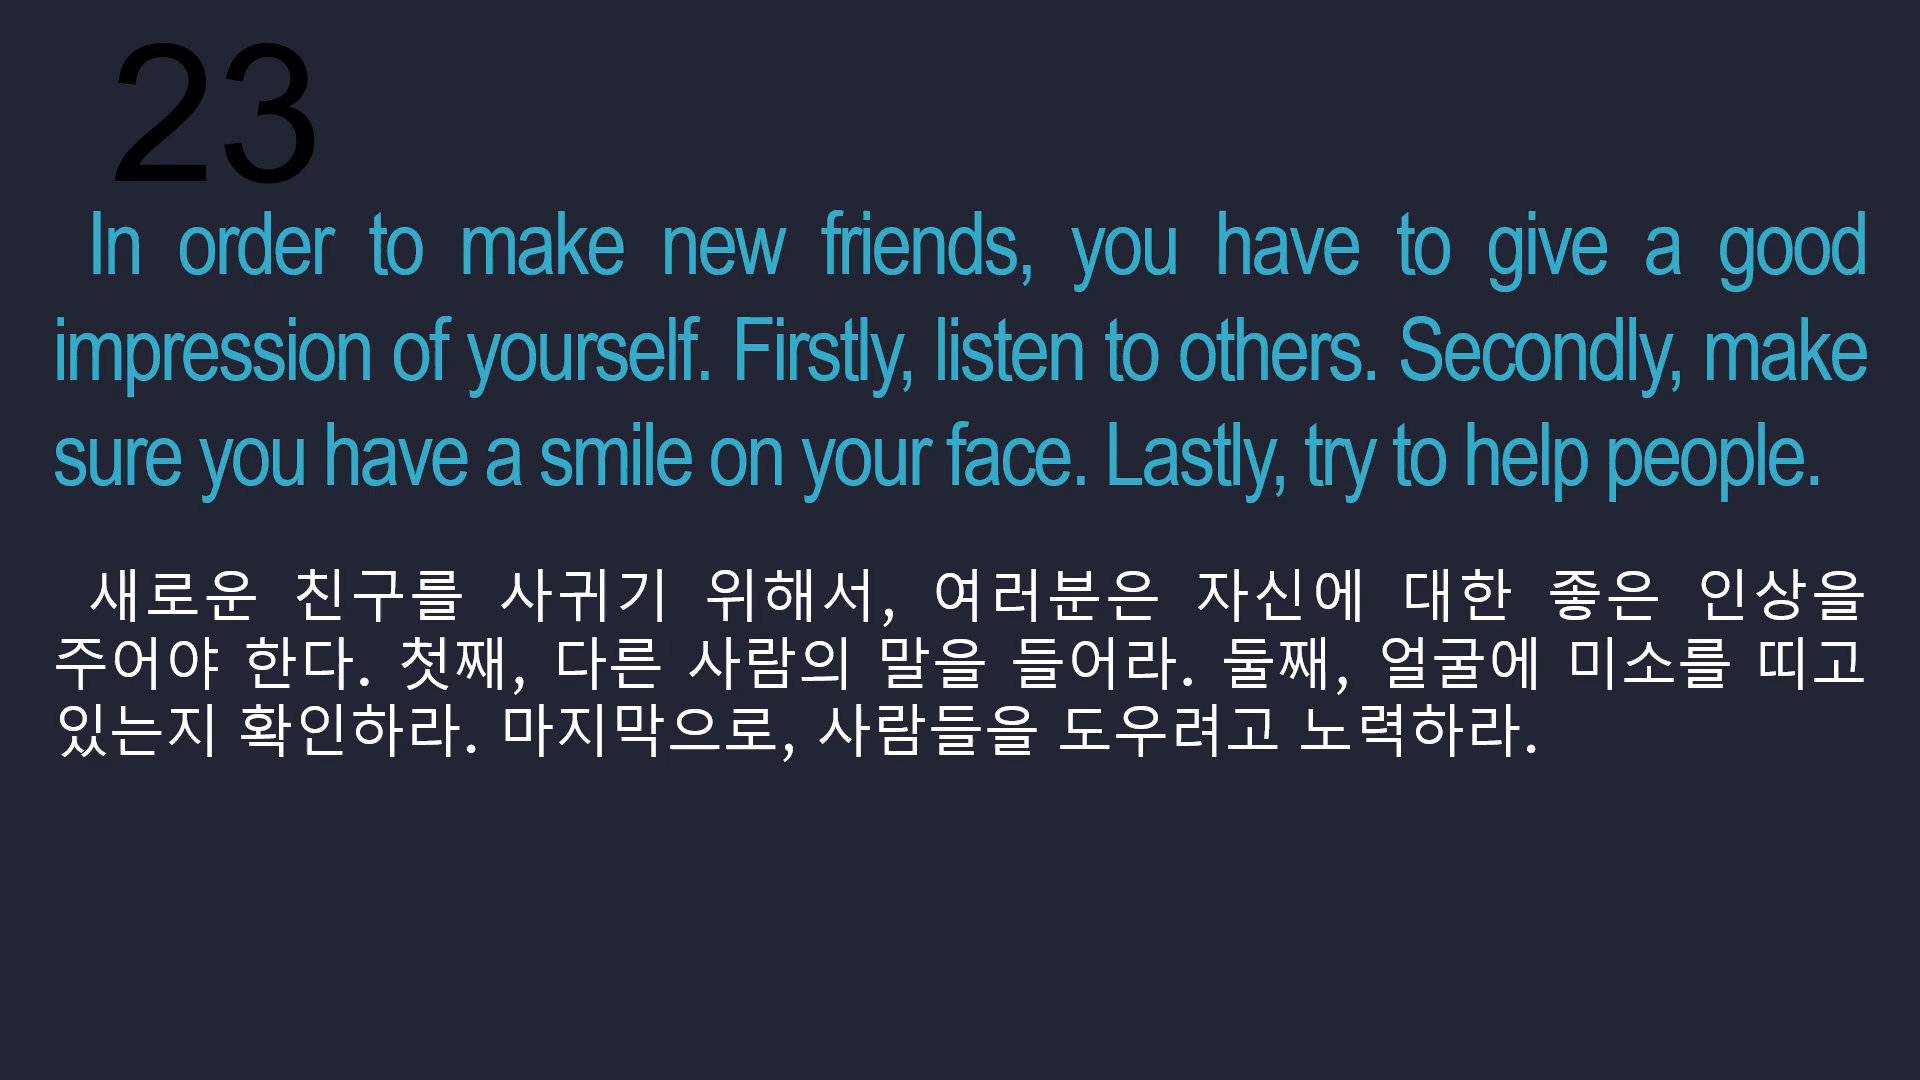 23
In order to make new friends, you have to give a good
impression of yourself. Firstly, listen to others. Secondly, make
sure you have a smile on your face. Lastly, try to help people.
새로운 친구를 사귀기 위해서, 여러분은 자신에 대한 좋은 인상을
주어야 한다. 첫째, 다른 사람의 말을 들어라. 둘째, 얼굴에 미소를 띠고
있는지 확인하라. 마지막으로, 사람들을 도우려고 노력하라.